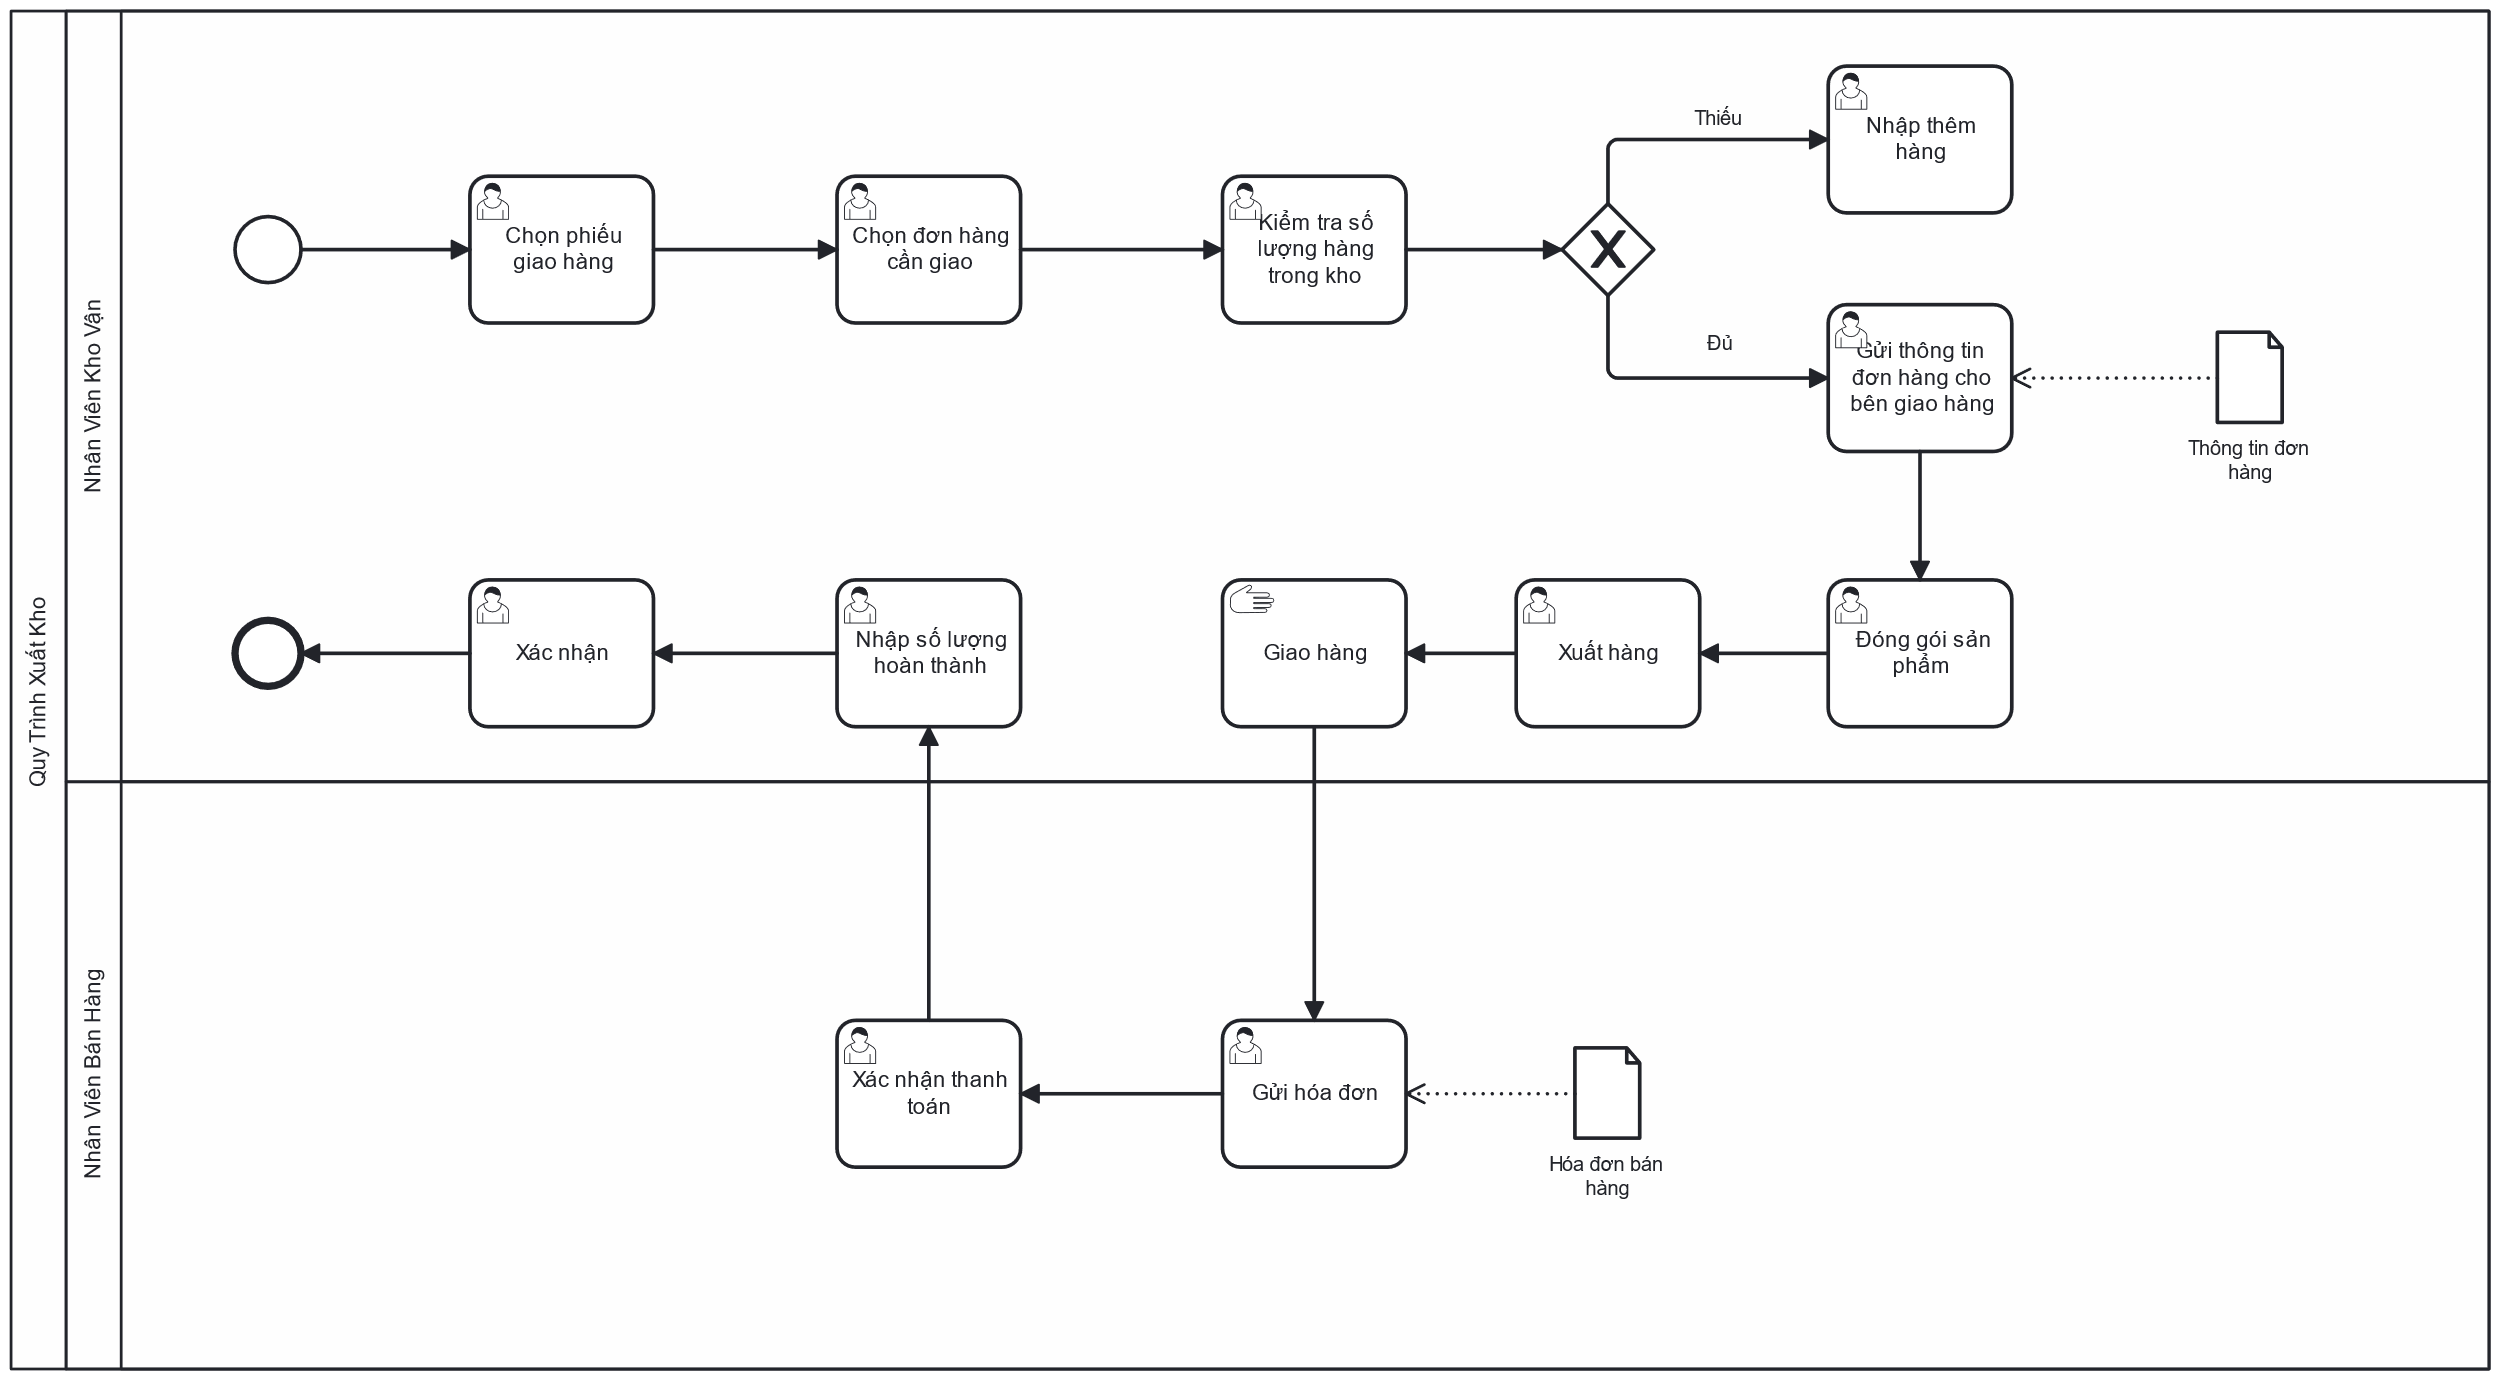 Quy Trình Xuất Kho
Nhân Viên Kho Vận
Chọn phiếu
giao hàng
Chọn đơn hàng
cần giao
Kiểm tra số
lượng hàng
trong kho
Thiếu
Nhập thêm
hàng
Đủ
Gửi thông tin
đơn hàng cho
bên giao hàng
Thông tin đơn
hàng
Đóng gói sản
phẩm
Xuất hàng
Giao hàng
Nhập số lượng
hoàn thành
Xác nhận
Nhân Viên Bán Hàng
Xác nhận thanh
toán
Gửi hóa đơn
Hóa đơn bán
hàng